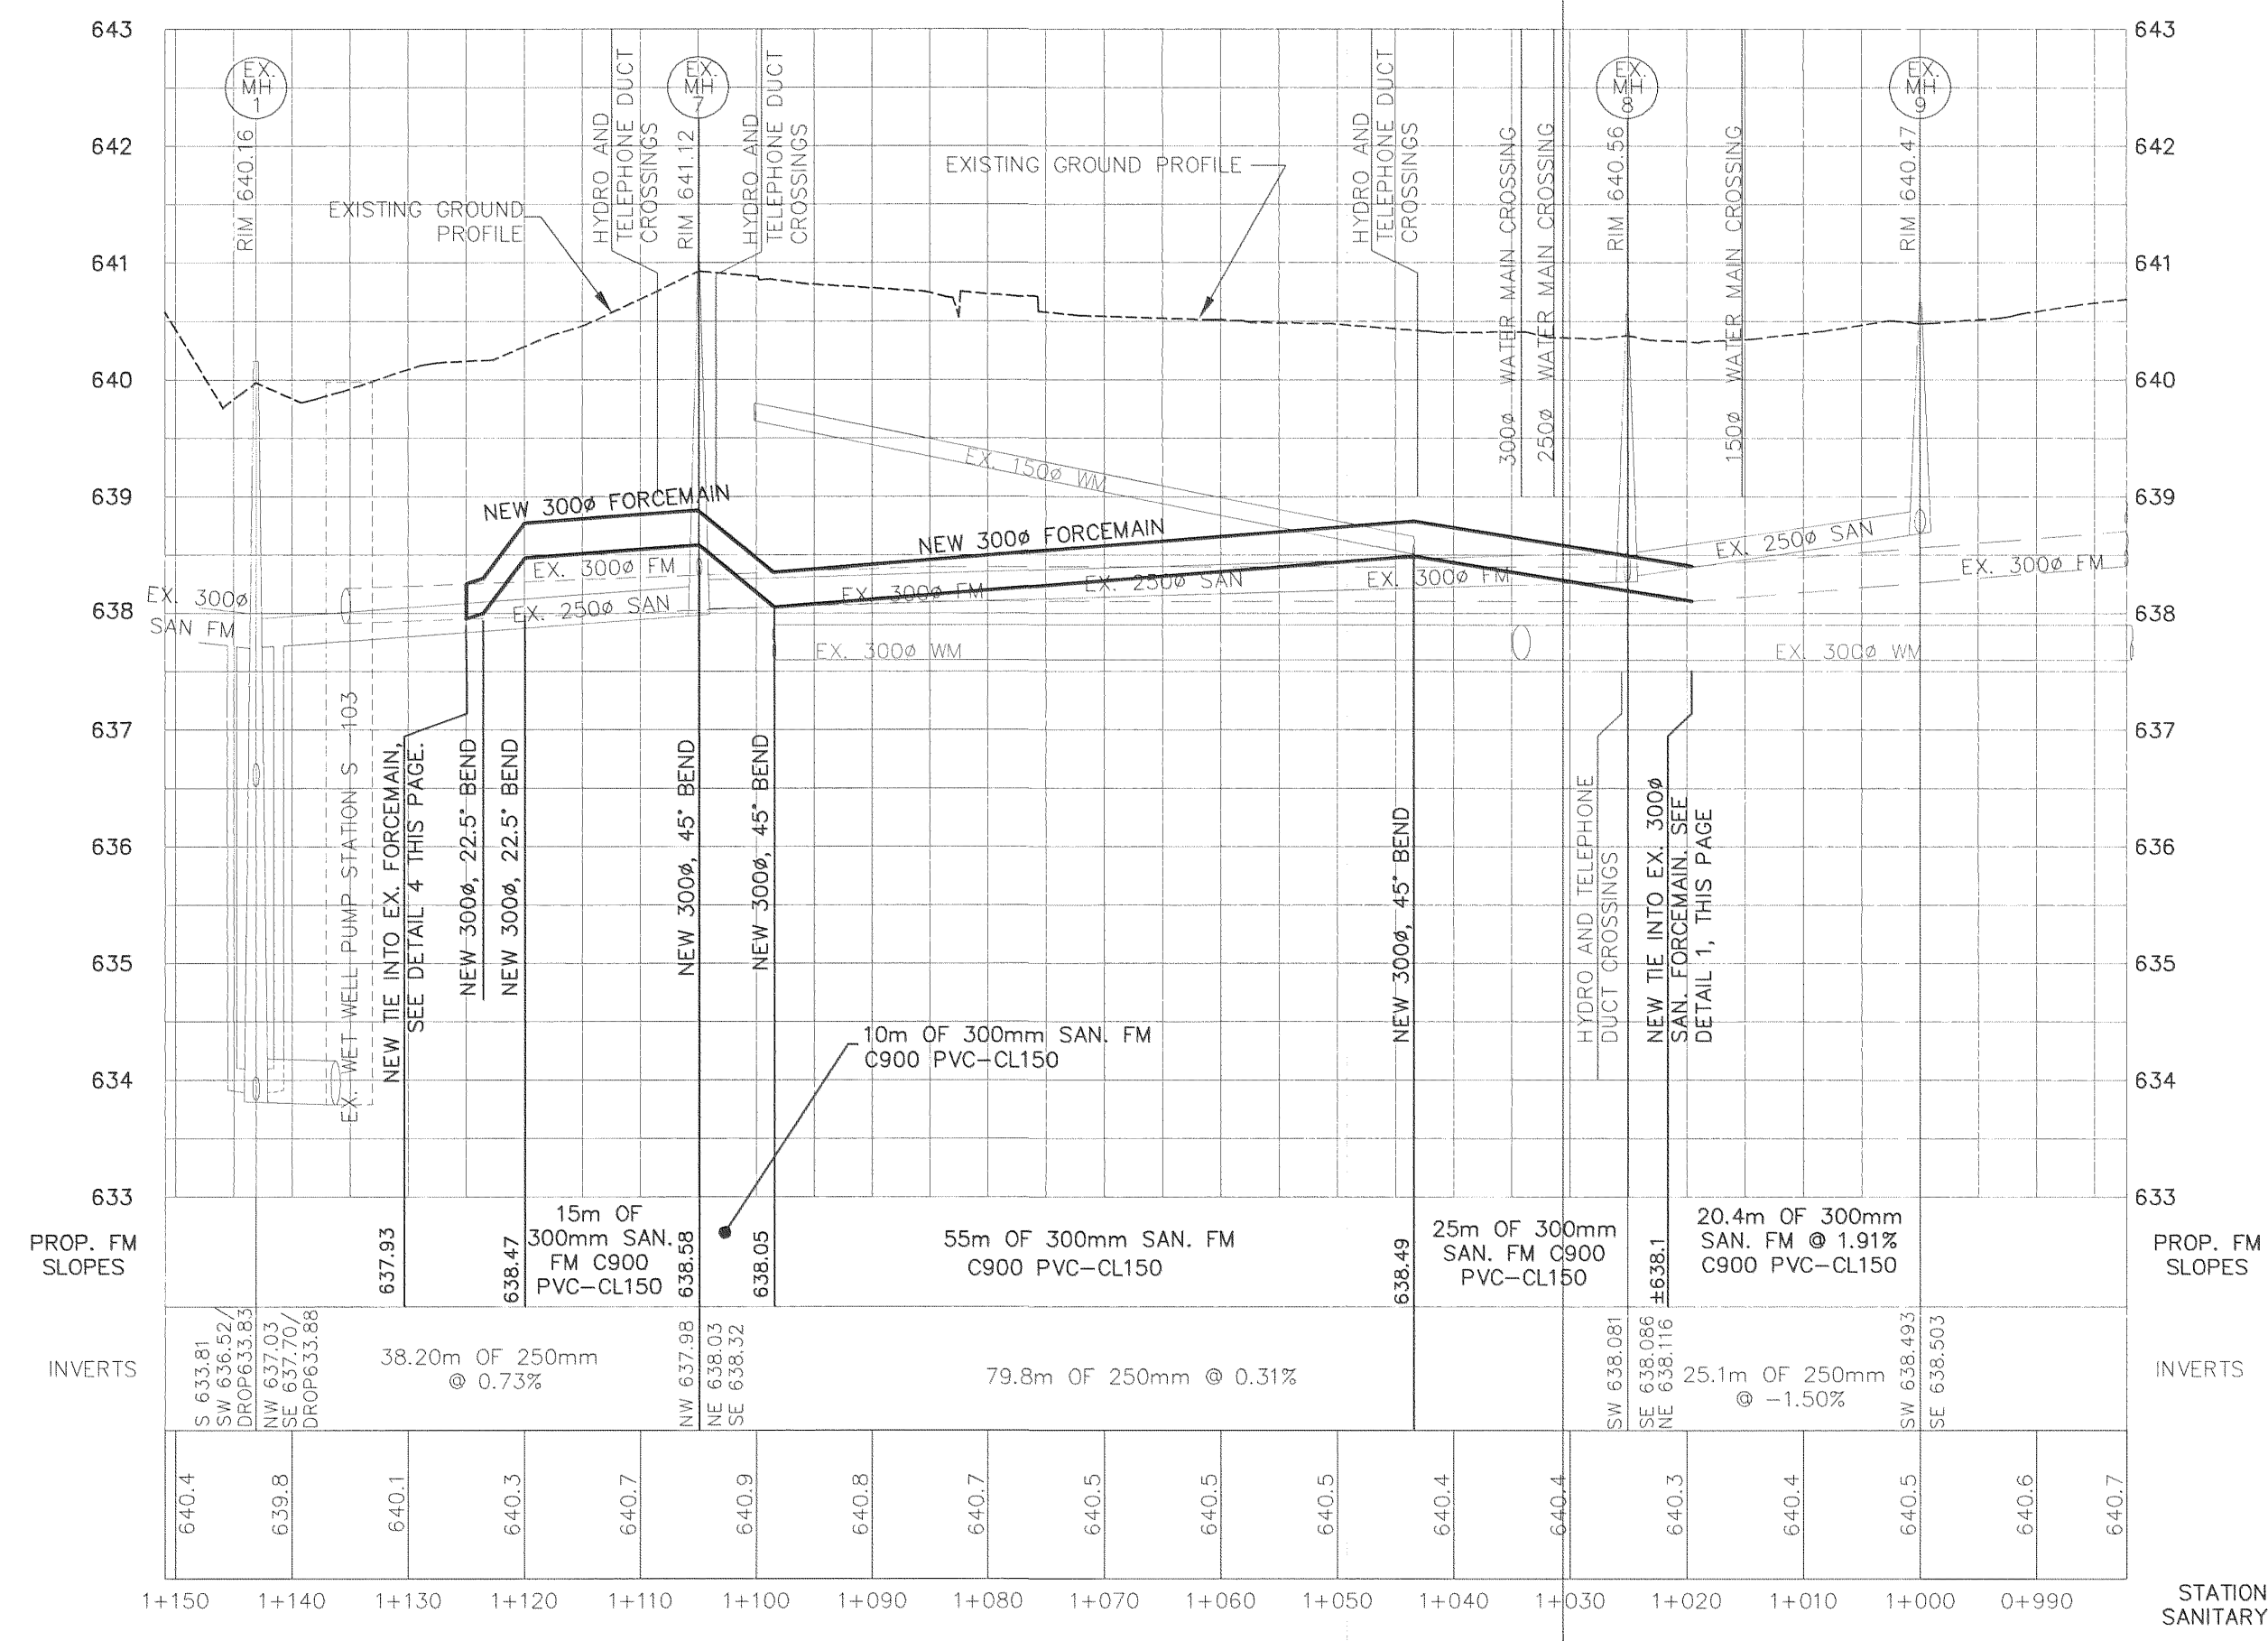 643
642
641
640
639
638
637
636
635
634
633
PROP. FM
SLOPES
INVERTS
EX.
MH
1
RIM 640.16
EXISTING GROUND
PROFILE
HYDRO AND
TELEPHONE DUCT
CROSSINGS
EX.
MH
7
RIM 641.12
HYDRO AND
TELEPHONE DUCT
CROSSINGS
EXISTING GROUND PROFILE
HYDRO AND
TELEPHONE DUCT
CROSSINGS
300ø WATER MAIN CROSSING
250ø WATER MAIN CROSSING
EX.
MH
8
RIM 640.56
150ø WATER MAIN CROSSING
EX.
MH
9
RIM 640.47
643
642
641
640
639
638
637
636
635
634
633
PROP. FM
SLOPES
INVERTS
NEW 300ø FORCEMAIN
EX. 150ø WM
NEW 300ø FORCEMAIN
EX. 250ø SAN
EX. 300ø FM
EX. 300ø FM
EX. 300ø FM
EX. 250ø SAN
EX. 300ø FM
EX. 300ø
SAN FM
EX. 250ø SAN
EX. 300ø WM
EX. 300ø WM
EX. WET WELL PUMP STATION S-103
NEW TIE INTO EX. FORCEMAIN,
SEE DETAIL 4 THIS PAGE.
NEW 300ø, 22.5° BEND
NEW 300ø, 22.5° BEND
NEW 300ø, 45° BEND
NEW 300ø, 45° BEND
NEW 300ø, 45° BEND
HYDRO AND TELEPHONE
DUCT CROSSINGS
NEW TIE INTO EX. 300ø
SAN. FORCEMAIN. SEE
DETAIL 1, THIS PAGE
10m OF 300mm SAN. FM
C900 PVC-CL150
637.93
638.47
15m OF
300mm SAN.
FM C900
PVC-CL150
638.58
638.05
55m OF 300mm SAN. FM
C900 PVC-CL150
638.49
25m OF 300mm
SAN. FM C900
PVC-CL150
±638.1
20.4m OF 300mm
SAN. FM @ 1.91%
C900 PVC-CL150
S 633.81
SW 636.52/
DROP633.83
NW 637.03
SE 637.70/
DROP633.88
38.20m OF 250mm
@ 0.73%
NW 637.98
NE 638.03
SE 638.32
79.8m OF 250mm @ 0.31%
SW 638.081
SE 638.086
NE 638.116
25.1m OF 250mm
@ -1.50%
SW 638.493
SE 638.503
640.4
639.8
640.1
640.3
640.7
640.9
640.8
640.7
640.5
640.5
640.5
640.4
640.4
640.3
640.4
640.5
640.6
640.7
1+150
1+140
1+130
1+120
1+110
1+100
1+090
1+080
1+070
1+060
1+050
1+040
1+030
1+020
1+010
1+000
0+990
STATION
SANITARY